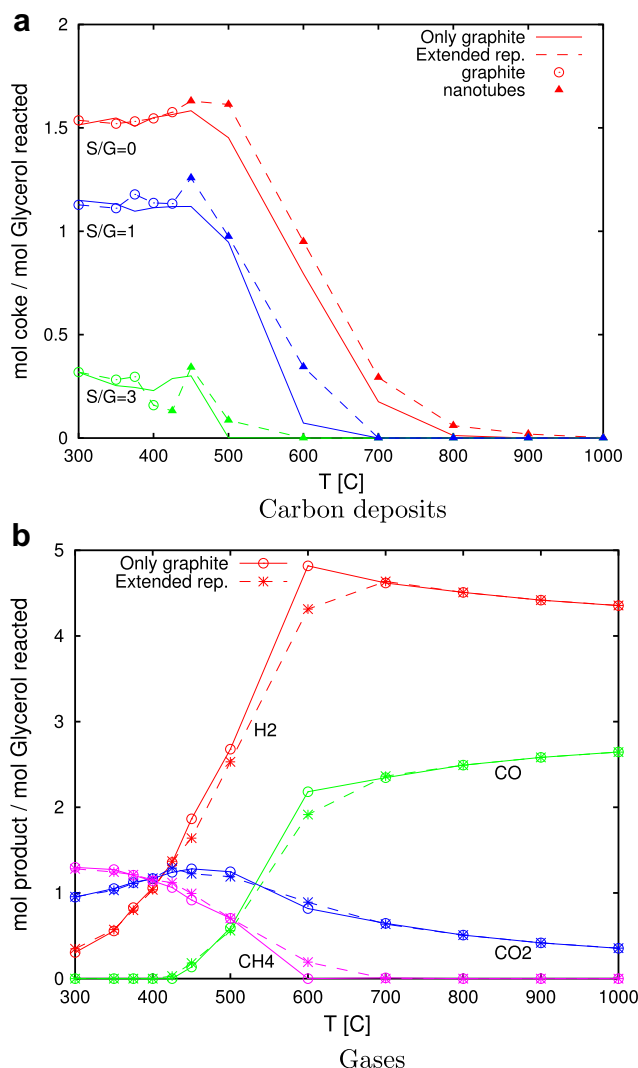 a
2
1.5
1
0.5
0
mol coke / mol Glycerol reacted
Only graphite
Extended rep.
graphite
nanotubes
S/G=0
S/G=1
S/G=3
300 400 500 600 700 800 900 1000
T [C]
Carbon deposits
b
5
4
3
2
1
0
mol product / mol Glycerol reacted
Only graphite
Extended rep.
H2
CO
CH4
CO2
300 400 500 600 700 800 900 1000
T [C]
Gases